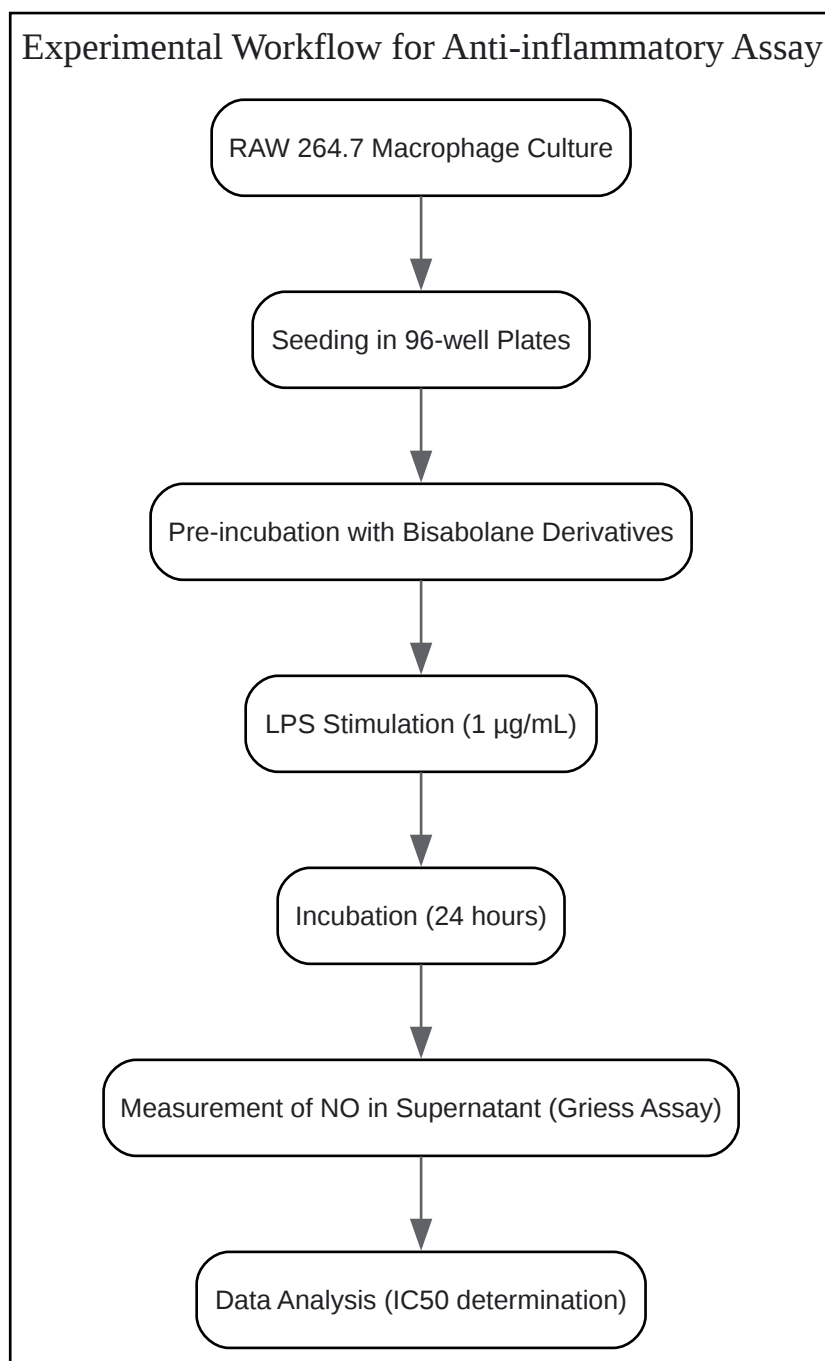 Experimental Workflow for Anti-inflammatory Assay
RAW 264.7 Macrophage Culture
Seeding in 96-well Plates
Pre-incubation with Bisabolane Derivatives
LPS Stimulation (1 µg/mL)
Incubation (24 hours)
Measurement of NO in Supernatant (Griess Assay)
Data Analysis (IC50 determination)